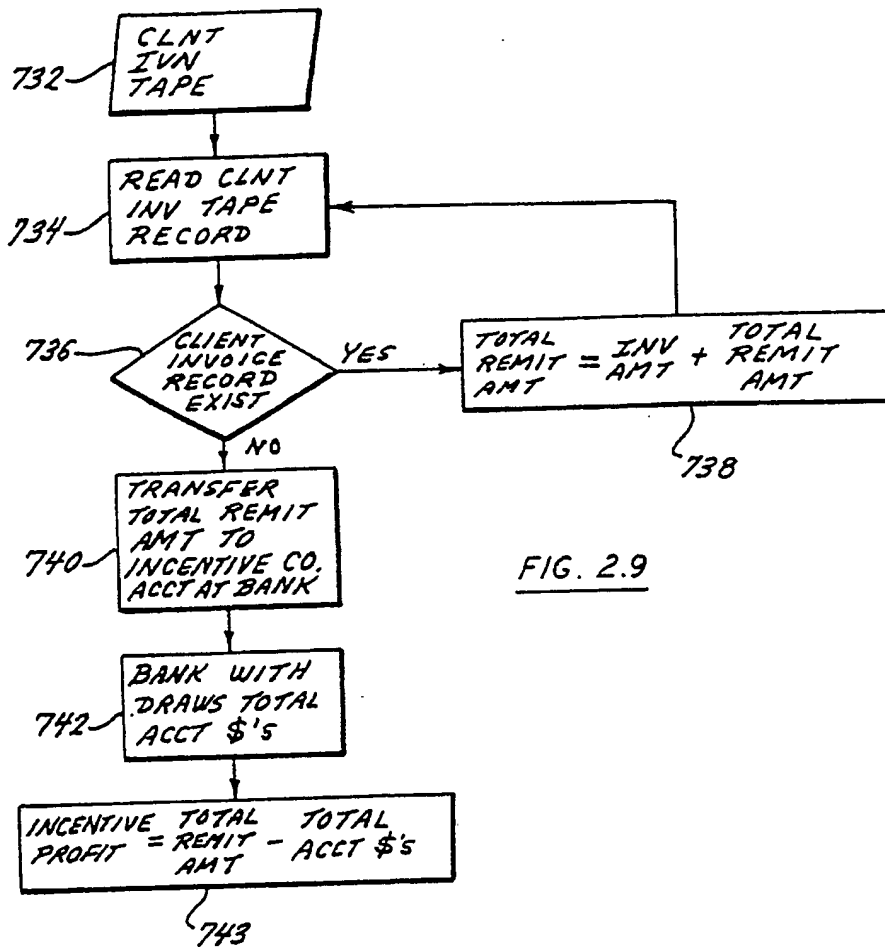 CLNT
IVN
TAPE
732
READ CLNT
INV TAPE
RECORD
734
CLIENT
INVOICE
RECORD
EXIST
736
YES
TOTAL
REMIT
AMT
=
INV
AMT
+
TOTAL
REMIT
AMT
738
NO
TRANSFER
TOTAL REMIT
AMT TO
INCENTIVE CO.
ACCT AT BANK
740
FIG. 2.9
BANK WITH
DRAWS TOTAL
ACCT $'s
742
INCENTIVE
PROFIT
=
TOTAL
REMIT
AMT
-
TOTAL
ACCT $'s
743